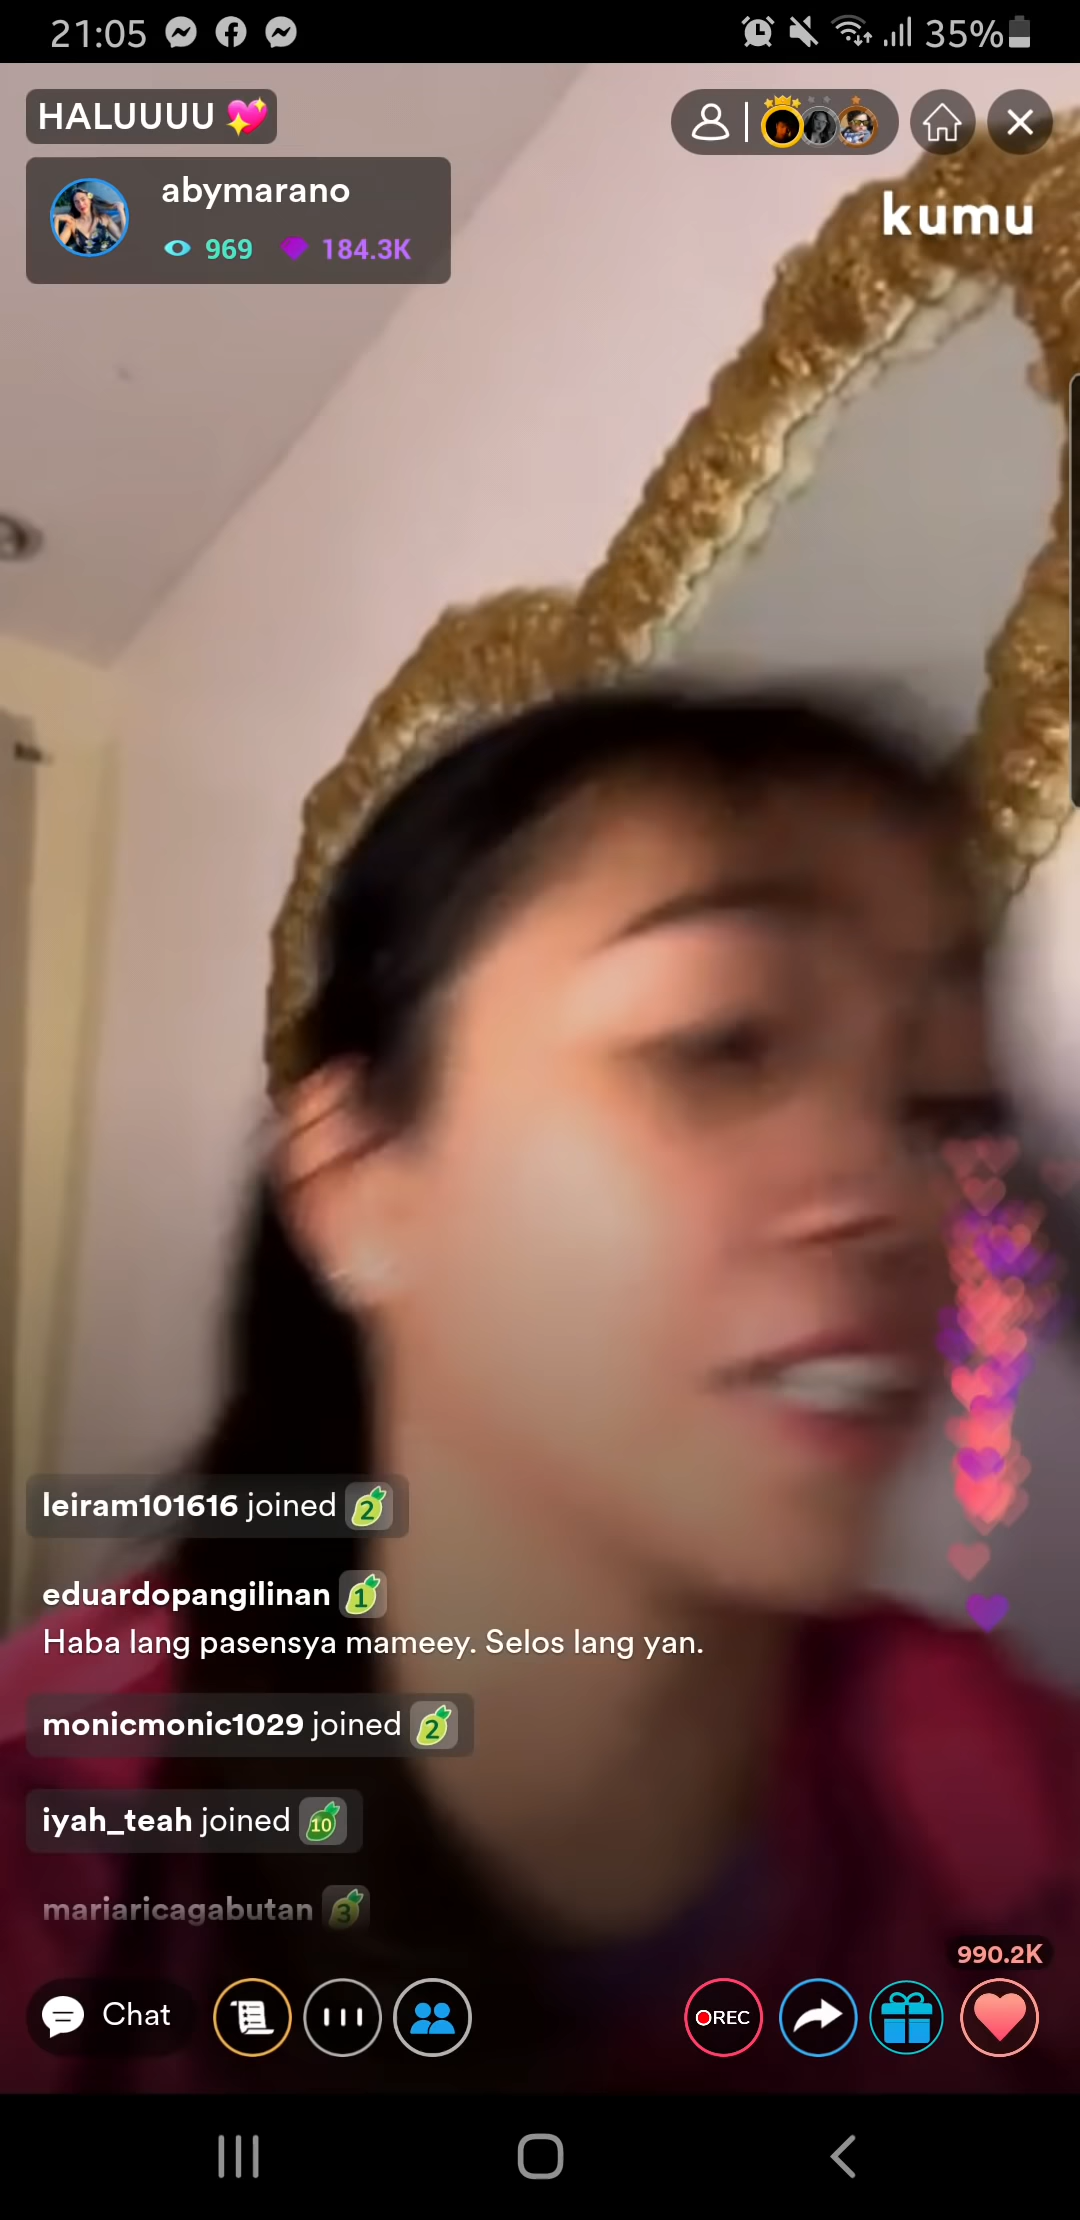 21:05
35%
HALUUUU 💖
abymarano
969 184.3K
kumu
leiram101616 joined 2
eduardopangilinan 1
Haba lang pasensya mameey. Selos lang yan.
monicmonic1029 joined 2
iyah_teah joined 10
mariaricagabutan 3
990.2K
Chat
REC